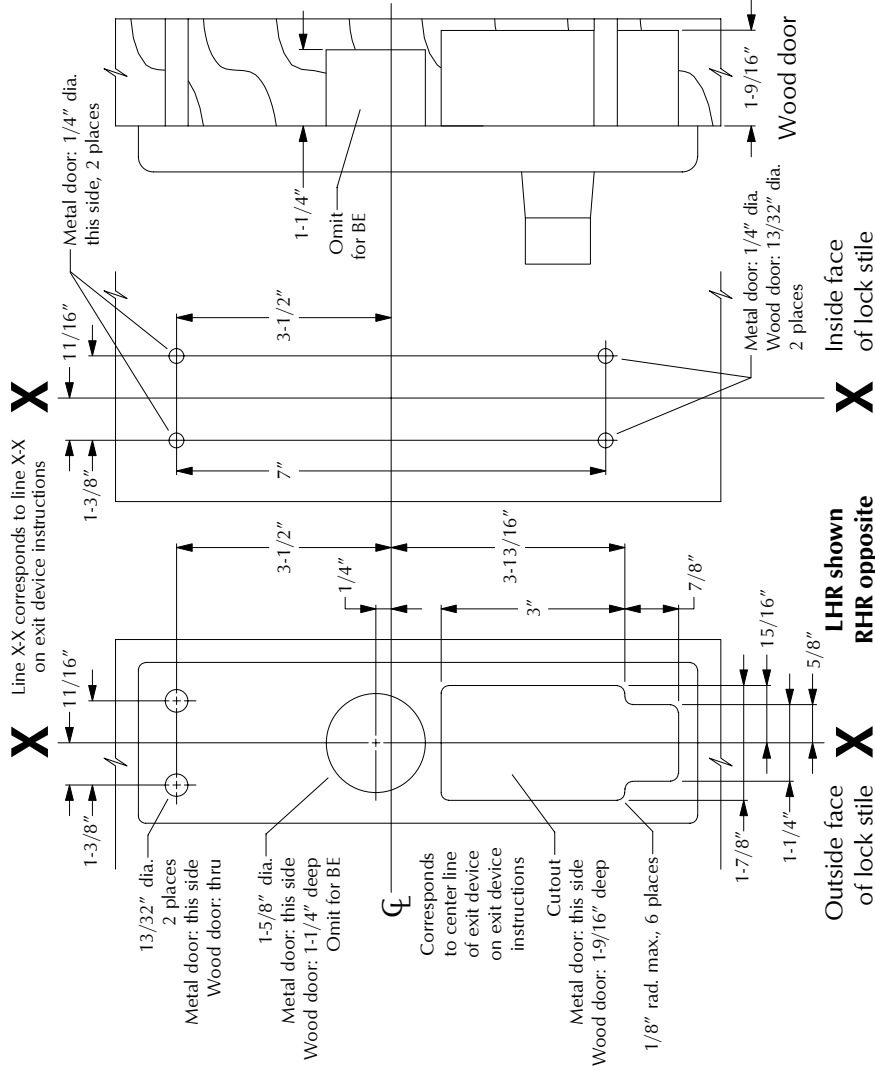 Line X-X corresponds to line X-X
on exit device instructions
X
X
1-3/8"
11/16"
1-3/8"
11/16"
Metal door: 1/4" dia.
this side, 2 places
13/32" dia.
2 places
Metal door: this side
Wood door: thru
1-5/8" dia.
Metal door: this side
Wood door: 1-1/4" deep
Omit for BE
CL
Corresponds
to center line
of exit device
on exit device
instructions
Cutout
Metal door: this side
Wood door: 1-9/16" deep
1/8" rad. max., 6 places
3-1/2"
1/4"
3-13/16"
3"
7/8"
1-7/8"
15/16"
1-1/4"
5/8"
3-1/2"
7"
1-1/4"
Omit
for BE
1-9/16"
Wood door
Metal door: 1/4" dia.
Wood door: 13/32" dia.
2 places
Outside face
of lock stile
X
LHR shown
RHR opposite
X
Inside face
of lock stile